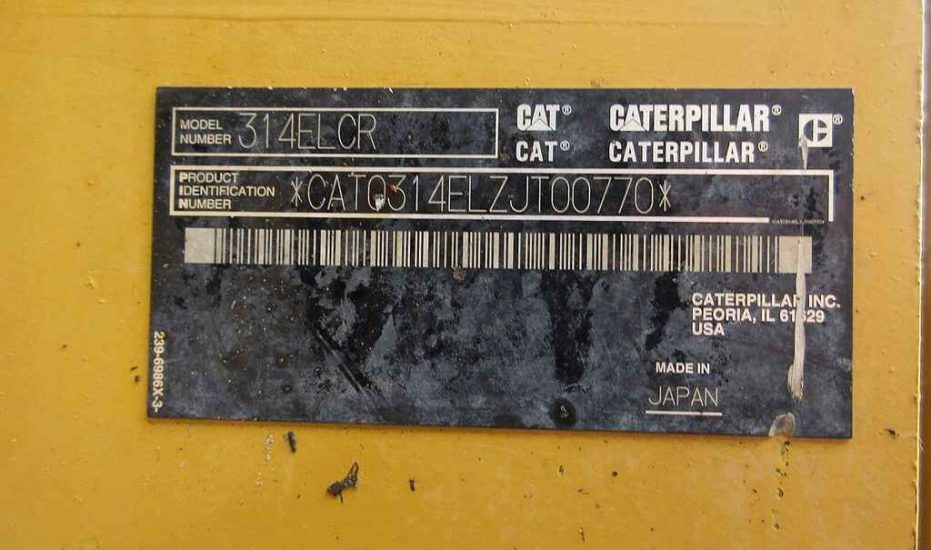 MODEL NUMBER 314ELCR
CAT® CATERPILLAR®
CAT® CATERPILLAR®
PRODUCT IDENTIFICATION NUMBER *CAT0314ELZJT00770*
CATERPILLAR INC.
PEORIA, IL 61629
USA
MADE IN
JAPAN
239-6986X-3-